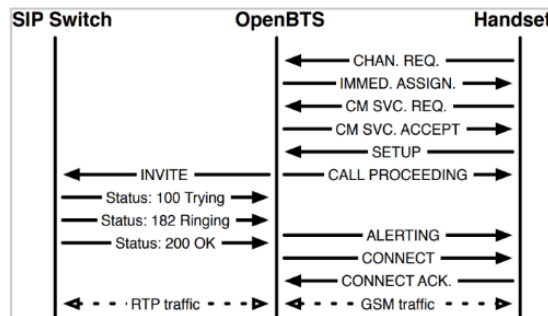 SIP Switch OpenBTS Handset
CHAN. REQ.
IMMED. ASSIGN.
CM SVC. REQ.
CM SVC. ACCEPT
SETUP
INVITE CALL PROCEEDING
Status: 100 Trying
Status: 182 Ringing
Status: 200 OK ALERTING
CONNECT
CONNECT ACK.
RTP traffic GSM traffic